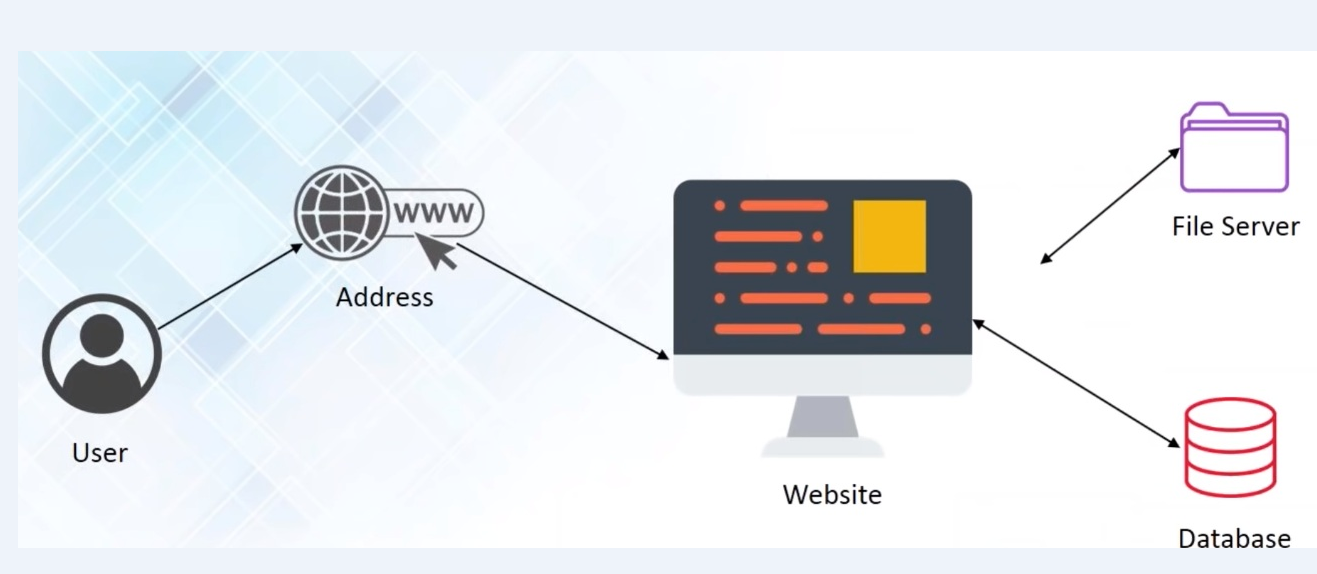 www
Address
User
Website
File Server
Database